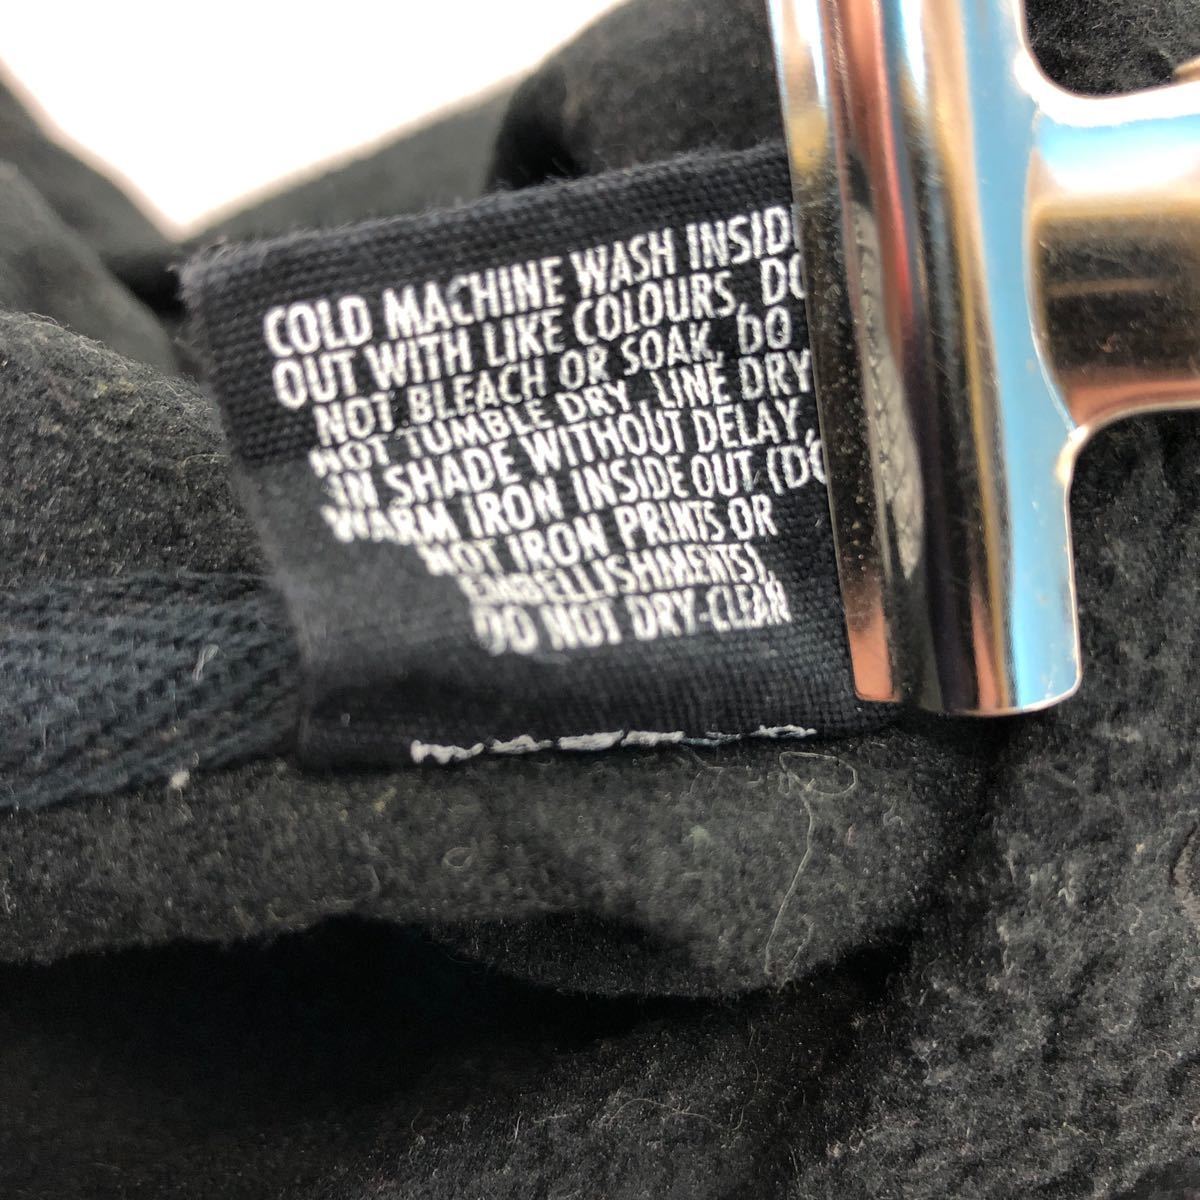 COLD MACHINE WASH INSID
OUT WITH LIKE COLOURS, DO
NOT BLEACH OR SOAK, DO
NOT TUMBLE DRY, LINE DRY
IN SHADE WITHOUT DELAY,
WARM IRON INSIDE OUT (DO
NOT IRON PRINTS OR
EMBELLISHMENTS),
DO NOT DRY-CLEAN